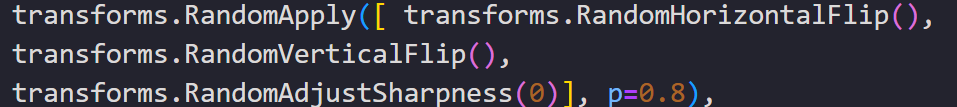 transforms.RandomApply([ transforms.RandomHorizontalFlip(),
transforms.RandomVerticalFlip(),
transforms.RandomAdjustSharpness(0)], p=0.8),